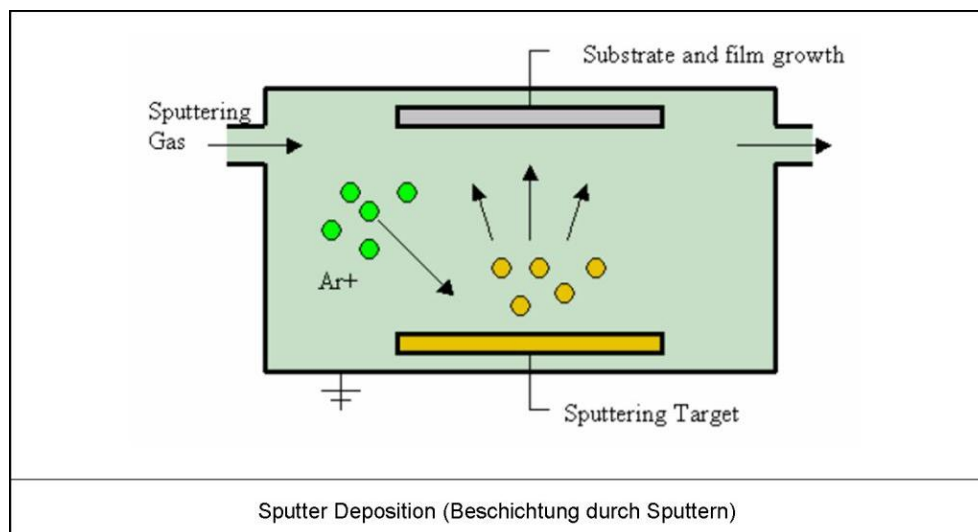 Substrate and film growth
Sputtering
Gas
Ar+
Sputtering Target
Sputter Deposition (Beschichtung durch Sputtern)